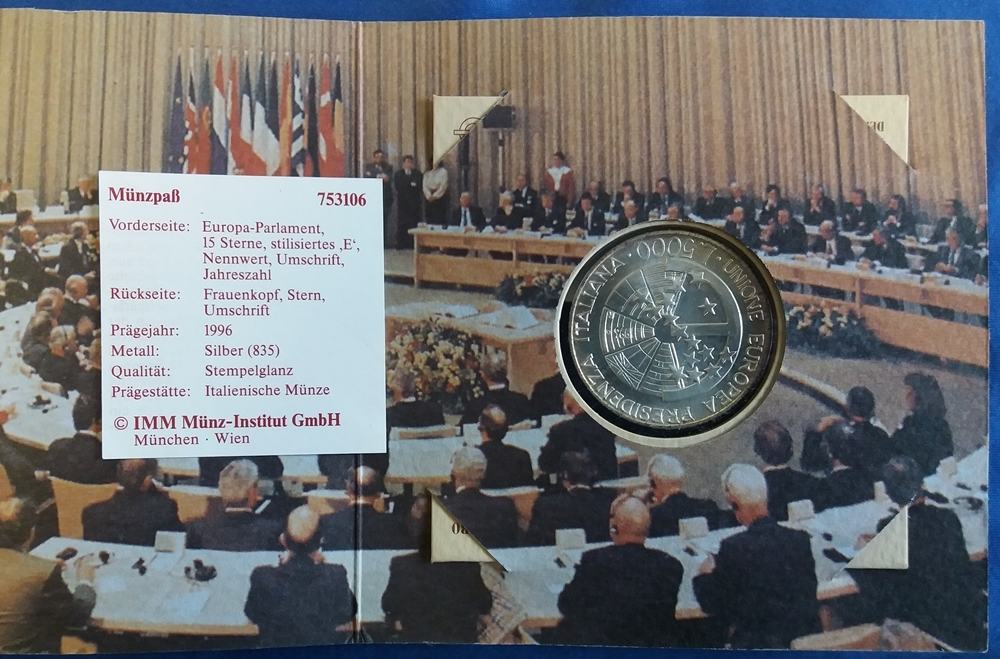 Münzpaß 753106
Vorderseite: Europa-Parlament,
15 Sterne, stilisiertes ‚E‘,
Nennwert, Umschrift,
Jahreszahl
Rückseite: Frauenkopf, Stern,
Umschrift
Prägejahr: 1996
Metall: Silber (835)
Qualität: Stempelglanz
Prägestätte: Italienische Münze
© IMM Münz-Institut GmbH
München · Wien
L.5000 · UNIONE EUROPEA PRESIDENZA ITALIANA ·
1996